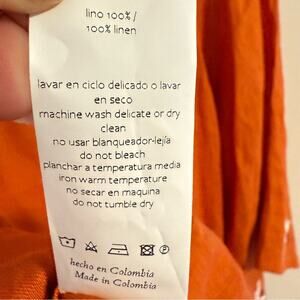 lino 100% /
100% linen
lavar en ciclo delicado o lavar
en seco
machine wash delicate or dry
clean
no usar blanqueador-lejía
do not bleach
planchar a temperatura media
iron warm temperature
no secar en maquina
do not tumble dry
hecho en Colombia
Made in Colombia